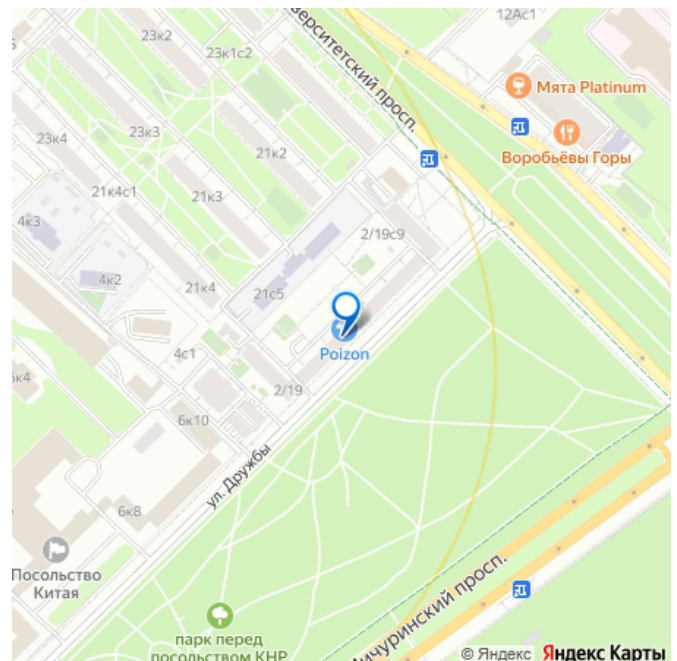 23к2
12Ас1
верситетский просп.
23к1с2
Мята Platinum
23к4
23к3
21к2
Воробьёвы Горы
21к4с1
21к3
4к3
2/19с9
4к2
21к4
21с5
4с1
Poizon
2/19
6к10
ул. Дружбы
6к8
Посольство
Китая
парк перед
посольством КНР
ичуринский просп.
© Яндекс Яндекс Карты